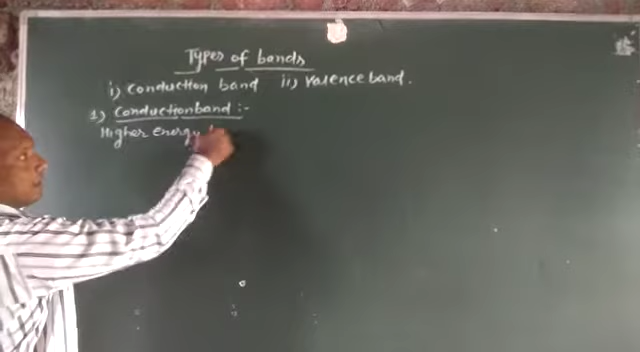 Types of bands
i) Conduction band ii) Valence band.
1) Conduction band :-
Higher energy